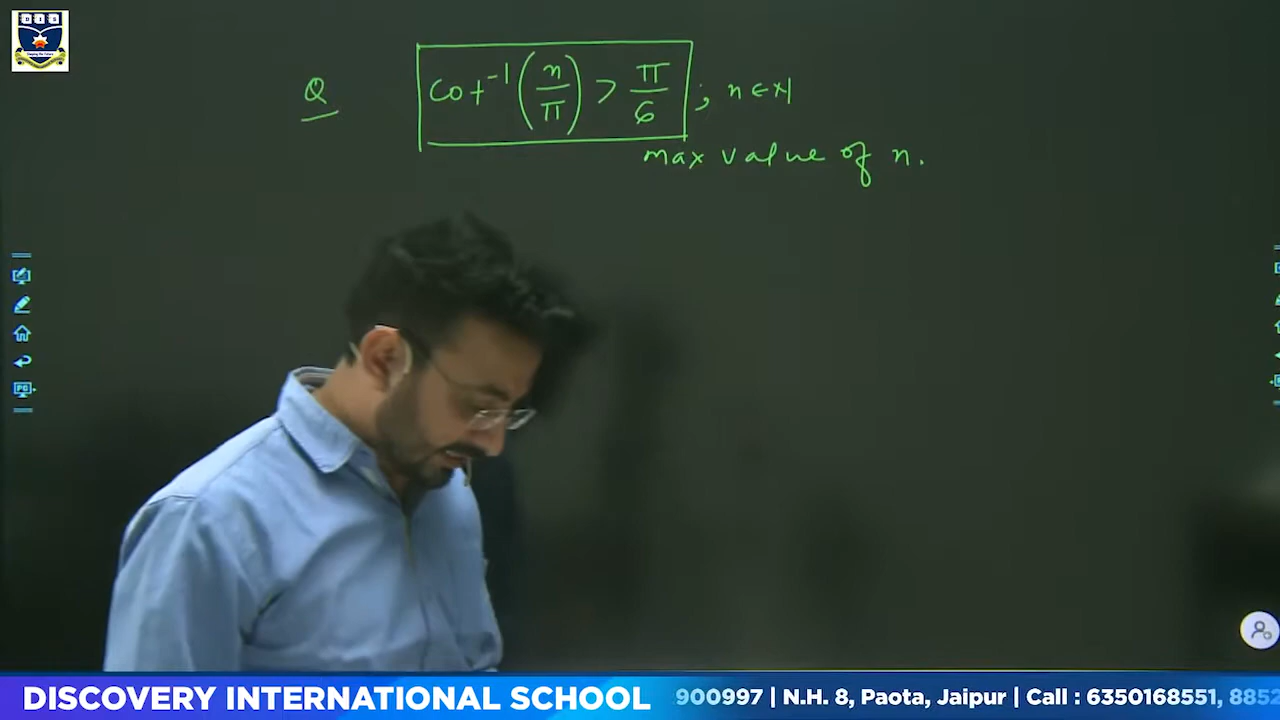 Q cot⁻¹(n/π) > π/6 ; n ∈ N
max value of n.
DISCOVERY INTERNATIONAL SCHOOL 900997 | N.H. 8, Paota, Jaipur | Call : 6350168551, 8852